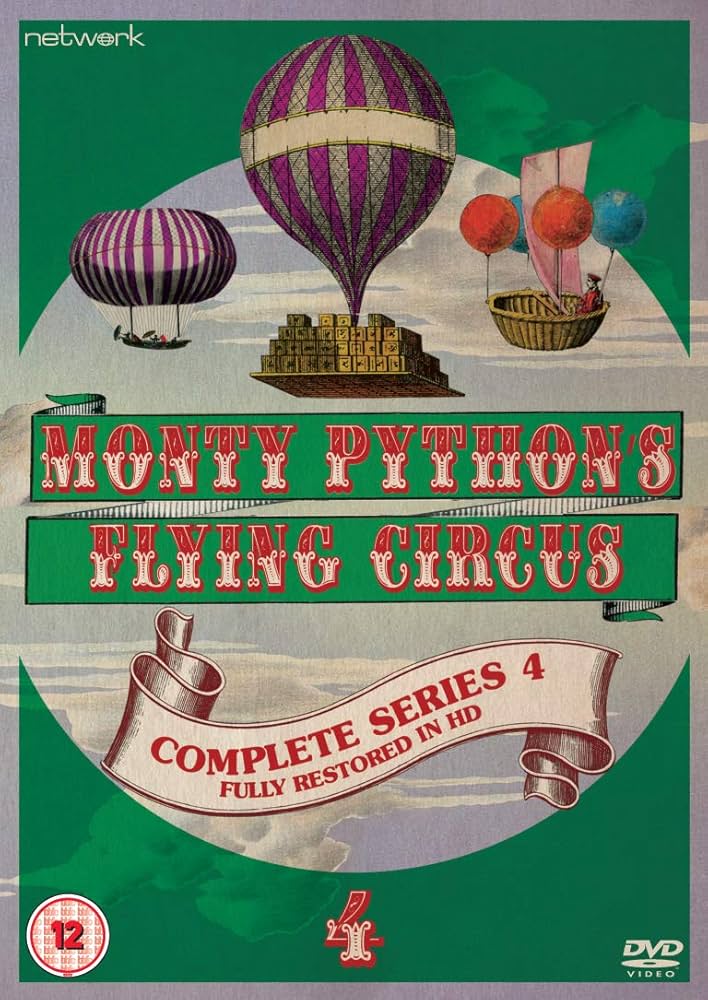 network
MONTY PYTHON'S
FLYING CIRCUS
COMPLETE SERIES 4
FULLY RESTORED IN HD
4
12
DVD
VIDEO